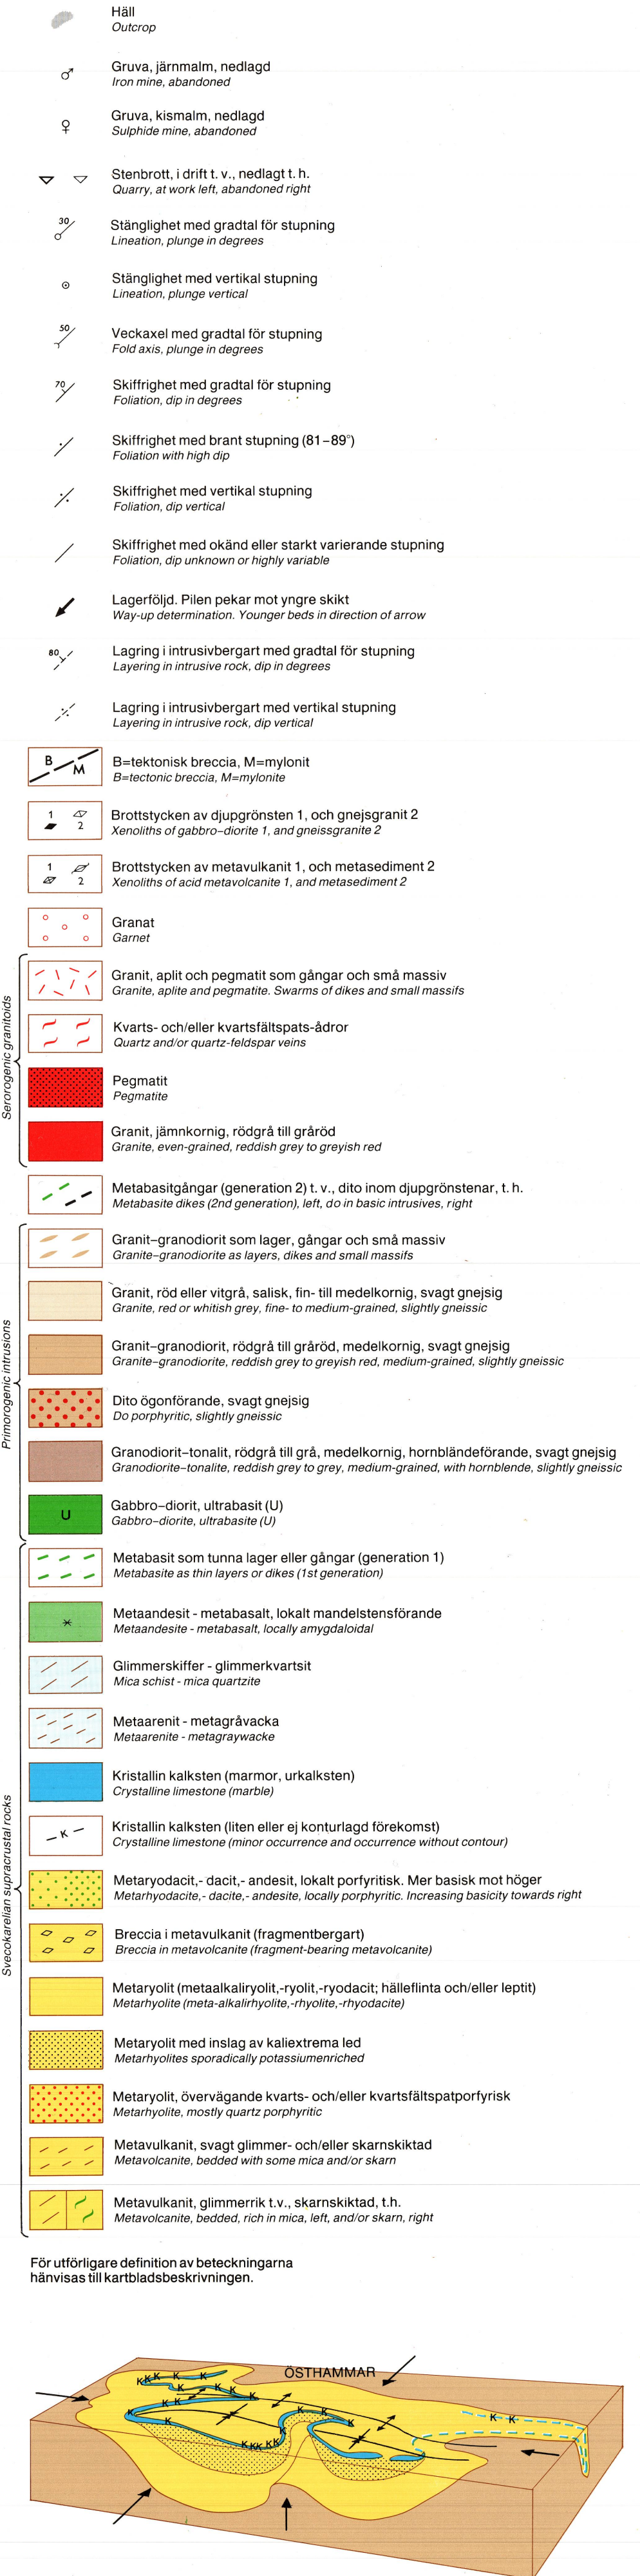 Häll
Outcrop
Gruva, järnmalm, nedlagd
Iron mine, abandoned
Gruva, kismalm, nedlagd
Sulphide mine, abandoned
Stenbrott, i drift t. v., nedlagt t. h.
Quarry, at work left, abandoned right
30
Stänglighet med gradtal för stupning
Lineation, plunge in degrees
Stänglighet med vertikal stupning
Lineation, plunge vertical
50
Veckaxel med gradtal för stupning
Fold axis, plunge in degrees
70
Skiffrighet med gradtal för stupning
Foliation, dip in degrees
Skiffrighet med brant stupning (81–89°)
Foliation with high dip
Skiffrighet med vertikal stupning
Foliation, dip vertical
Skiffrighet med okänd eller starkt varierande stupning
Foliation, dip unknown or highly variable
Lagerföljd. Pilen pekar mot yngre skikt
Way-up determination. Younger beds in direction of arrow
80
Lagring i intrusivbergart med gradtal för stupning
Layering in intrusive rock, dip in degrees
Lagring i intrusivbergart med vertikal stupning
Layering in intrusive rock, dip vertical
B M
B=tektonisk breccia, M=mylonit
B=tectonic breccia, M=mylonite
1 2
Brottstycken av djupgrönsten 1, och gnejsgranit 2
Xenoliths of gabbro–diorite 1, and gneissgranite 2
1 2
Brottstycken av metavulkanit 1, och metasediment 2
Xenoliths of acid metavolcanite 1, and metasediment 2
Granat
Garnet
Serorogenic granitoids
Granit, aplit och pegmatit som gångar och små massiv
Granite, aplite and pegmatite. Swarms of dikes and small massifs
Kvarts- och/eller kvartsfältspats-ådror
Quartz and/or quartz-feldspar veins
Pegmatit
Pegmatite
Granit, jämnkornig, rödgrå till gråröd
Granite, even-grained, reddish grey to greyish red
Metabasitgångar (generation 2) t. v., dito inom djupgrönstenar, t. h.
Metabasite dikes (2nd generation), left, do in basic intrusives, right
Primorogenic intrusions
Granit–granodiorit som lager, gångar och små massiv
Granite–granodiorite as layers, dikes and small massifs
Granit, röd eller vitgrå, salisk, fin- till medelkornig, svagt gnejsig
Granite, red or whitish grey, fine- to medium-grained, slightly gneissic
Granit–granodiorit, rödgrå till gråröd, medelkornig, svagt gnejsig
Granite–granodiorite, reddish grey to greyish red, medium-grained, slightly gneissic
Dito ögonförande, svagt gnejsig
Do porphyritic, slightly gneissic
Granodiorit–tonalit, rödgrå till grå, medelkornig, hornbländeförande, svagt gnejsig
Granodiorite–tonalite, reddish grey to grey, medium-grained, with hornblende, slightly gneissic
U
Gabbro–diorit, ultrabasit (U)
Gabbro–diorite, ultrabasite (U)
Svecokarelian supracrustal rocks
Metabasit som tunna lager eller gångar (generation 1)
Metabasite as thin layers or dikes (1st generation)
Metaandesit - metabasalt, lokalt mandelstensförande
Metaandesite - metabasalt, locally amygdaloidal
Glimmerskiffer - glimmerkvartsit
Mica schist - mica quartzite
Metaarenit - metagråvacka
Metaarenite - metagraywacke
Kristallin kalksten (marmor, urkalksten)
Crystalline limestone (marble)
K
Kristallin kalksten (liten eller ej konturlagd förekomst)
Crystalline limestone (minor occurrence and occurrence without contour)
Metaryodacit,- dacit,- andesit, lokalt porfyritisk. Mer basisk mot höger
Metarhyodacite,- dacite,- andesite, locally porphyritic. Increasing basicity towards right
Breccia i metavulkanit (fragmentbergart)
Breccia in metavolcanite (fragment-bearing metavolcanite)
Metaryolit (metaalkaliryolit,-ryolit,-ryodacit; hälleflinta och/eller leptit)
Metarhyolite (meta-alkalirhyolite,-rhyolite,-rhyodacite)
Metaryolit med inslag av kaliextrema led
Metarhyolites sporadically potassiumenriched
Metaryolit, övervägande kvarts- och/eller kvartsfältspatporfyrisk
Metarhyolite, mostly quartz porphyritic
Metavulkanit, svagt glimmer- och/eller skarnskiktad
Metavolcanite, bedded with some mica and/or skarn
Metavulkanit, glimmerrik t.v., skarnskiktad, t.h.
Metavolcanite, bedded, rich in mica, left, and/or skarn, right
För utförligare definition av beteckningarna
hänvisas till kartbladsbeskrivningen.
ÖSTHAMMAR
KKK K K
K K K
K K K
K K K
K K
K K
KKK KK